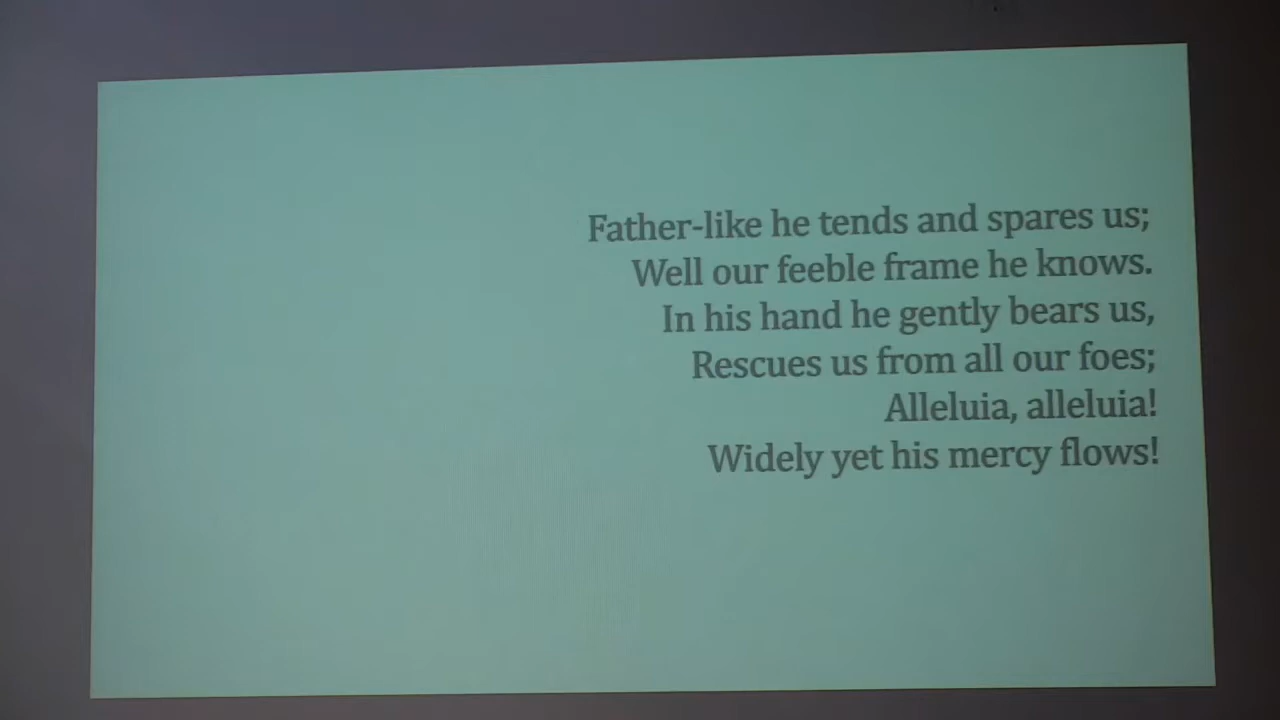 Father-like he tends and spares us;
Well our feeble frame he knows.
In his hand he gently bears us,
Rescues us from all our foes;
Alleluia, alleluia!
Widely yet his mercy flows!